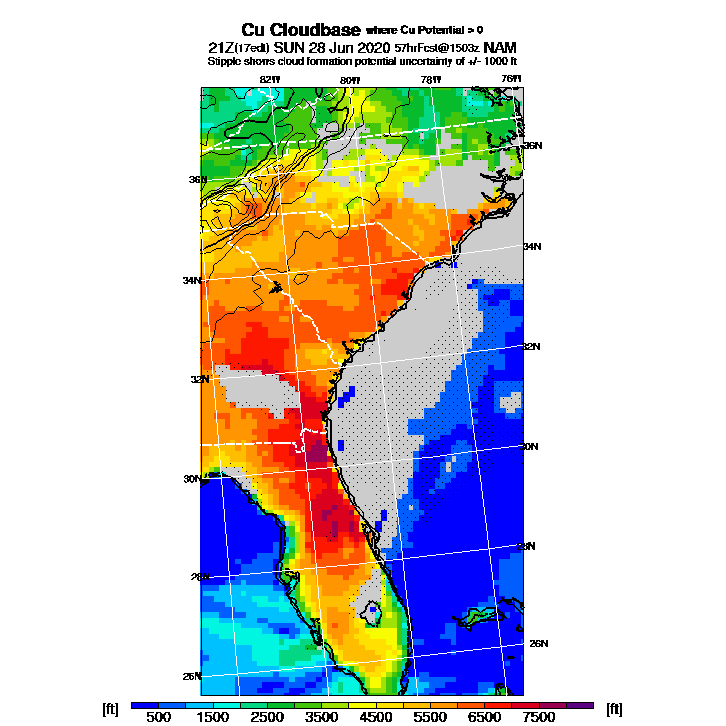 Cu Cloudbase where Cu Potential > 0
21Z(17edt) SUN 28 Jun 2020 57hrFcst@1503z NAM
Stipple shows cloud formation potential uncertainty of +/- 1000 ft
82W 80W 78W 76W
36N
36N
34N
34N
32N
32N
30N
30N
28N
28N
26N
26N
[ft] 500 1500 2500 3500 4500 5500 6500 7500 [ft]